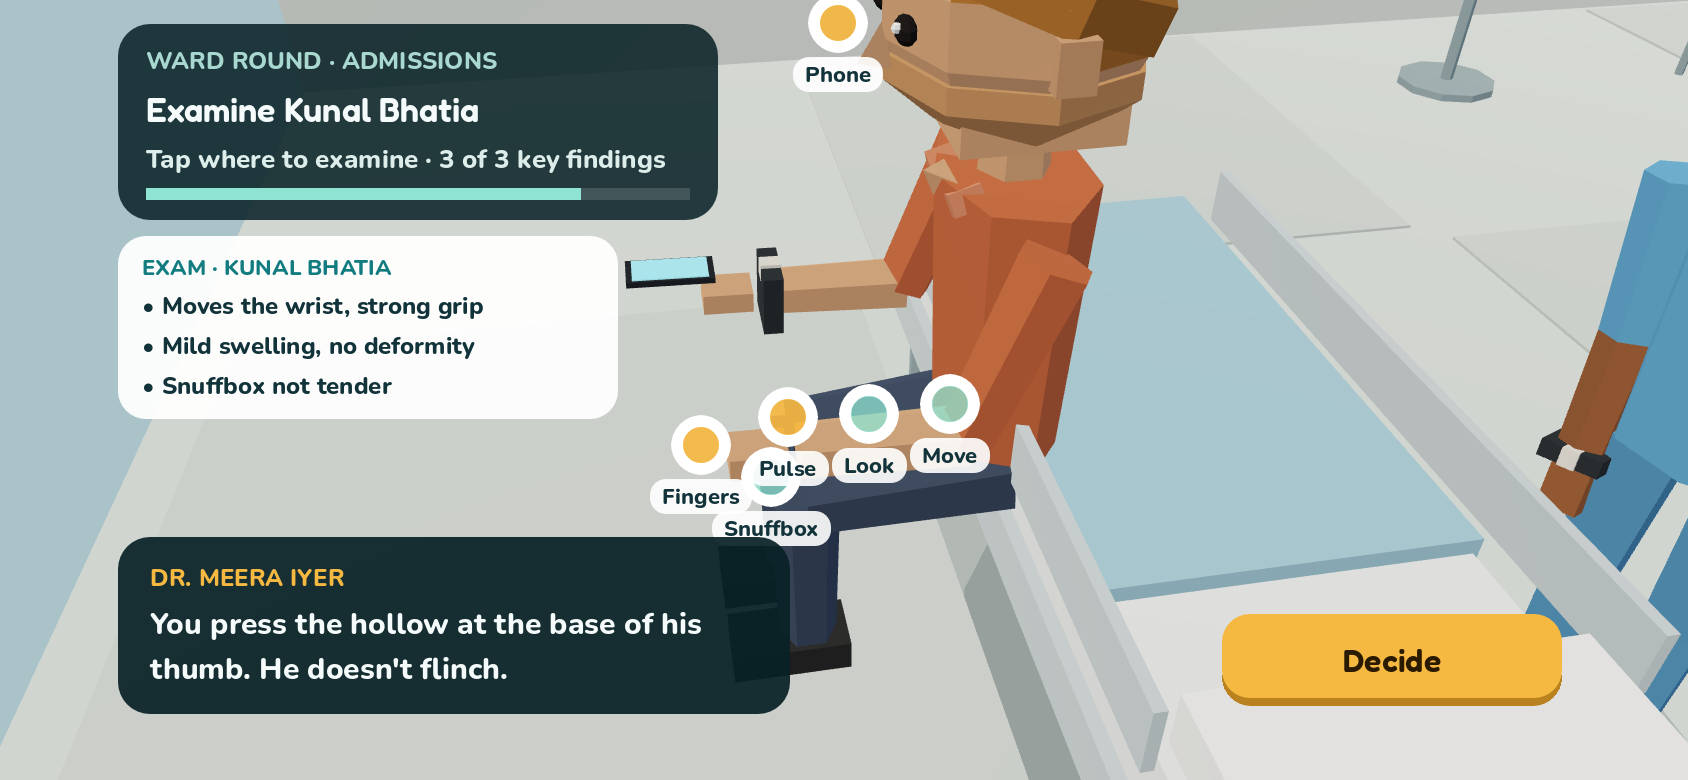 WARD ROUND · ADMISSIONS
Examine Kunal Bhatia
Tap where to examine · 3 of 3 key findings
EXAM · KUNAL BHATIA
• Moves the wrist, strong grip
• Mild swelling, no deformity
• Snuffbox not tender
Phone
Pulse
Look
Move
Fingers
Snuffbox
DR. MEERA IYER
You press the hollow at the base of his
thumb. He doesn't flinch.
Decide